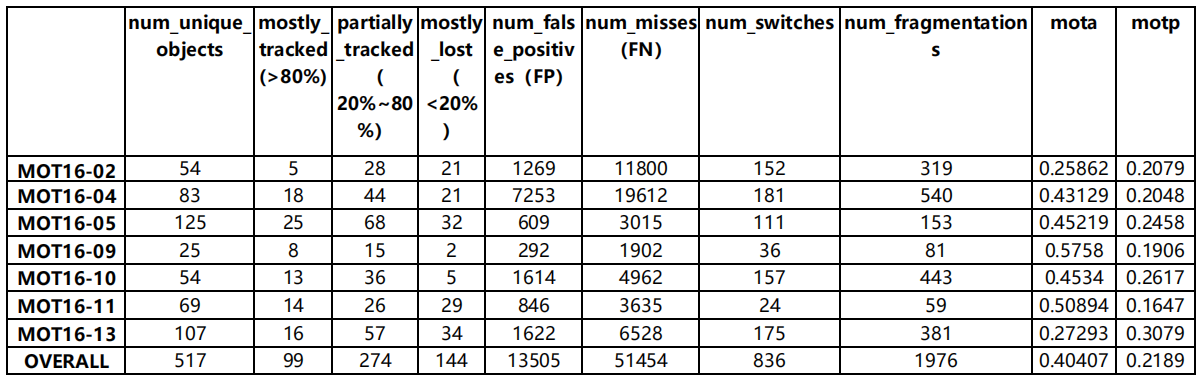 num_unique_objects mostly_tracked(>80%) partially_tracked(20%~80%) mostly_lost(<20%) num_false_positives (FP) num_misses(FN) num_switches num_fragmentations mota motp
MOT16-02 54 5 28 21 1269 11800 152 319 0.25862 0.2079
MOT16-04 83 18 44 21 7253 19612 181 540 0.43129 0.2048
MOT16-05 125 25 68 32 609 3015 111 153 0.45219 0.2458
MOT16-09 25 8 15 2 292 1902 36 81 0.5758 0.1906
MOT16-10 54 13 36 5 1614 4962 157 443 0.4534 0.2617
MOT16-11 69 14 26 29 846 3635 24 59 0.50894 0.1647
MOT16-13 107 16 57 34 1622 6528 175 381 0.27293 0.3079
OVERALL 517 99 274 144 13505 51454 836 1976 0.40407 0.2189